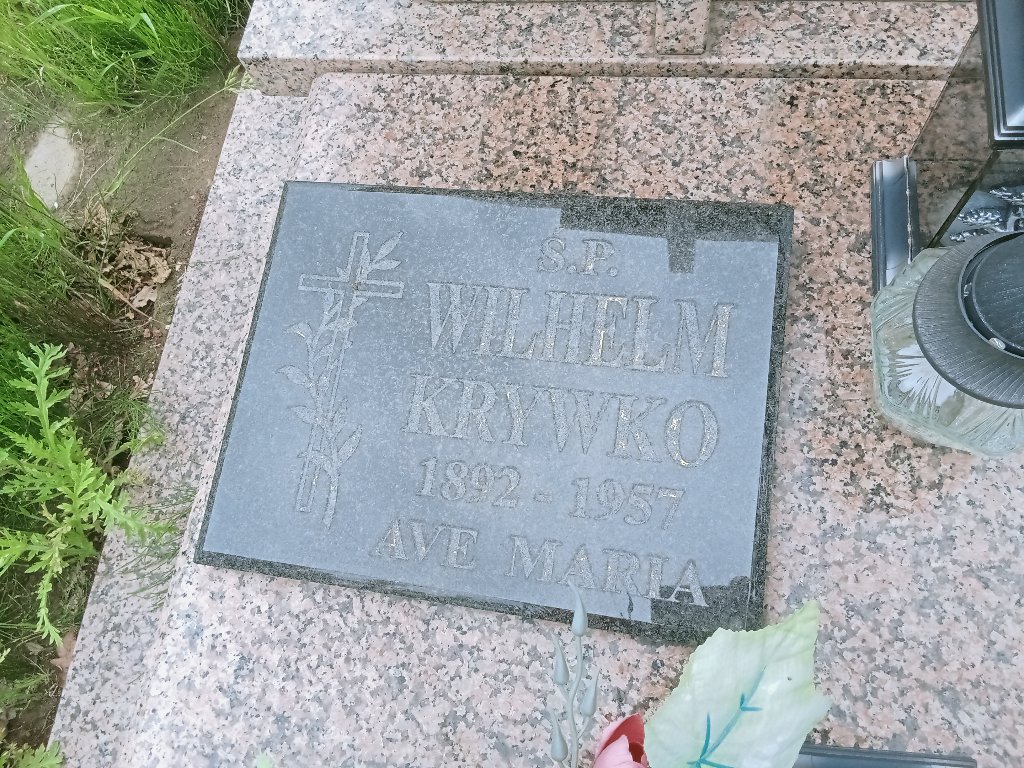 S.P.
WILHELM
KRYWKO
1892 - 1957
AVE MARIA